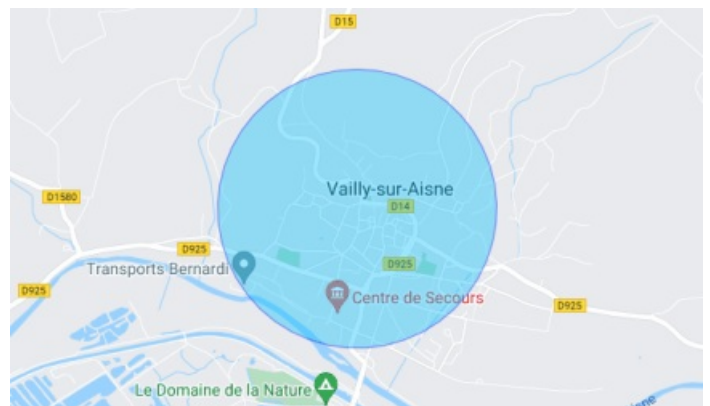 D15
Vailly-sur-Aisne
D1580
D14
D925
Transports Bernardi
D925
D925
Centre de Secours
D925
Le Domaine de la Nature